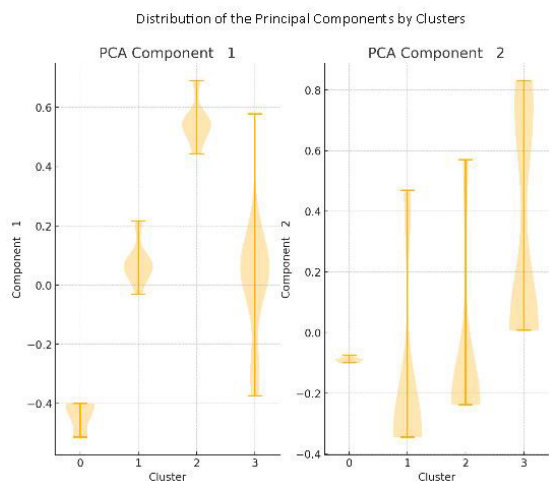 Distribution of the Principal Components by Clusters
PCA Component 1
PCA Component 2
Component 1
0.6
0.4
0.2
0.0
−0.2
−0.4
0 1 2 3
Cluster
Component 2
0.8
0.6
0.4
0.2
0.0
−0.2
−0.4
0 1 2 3
Cluster